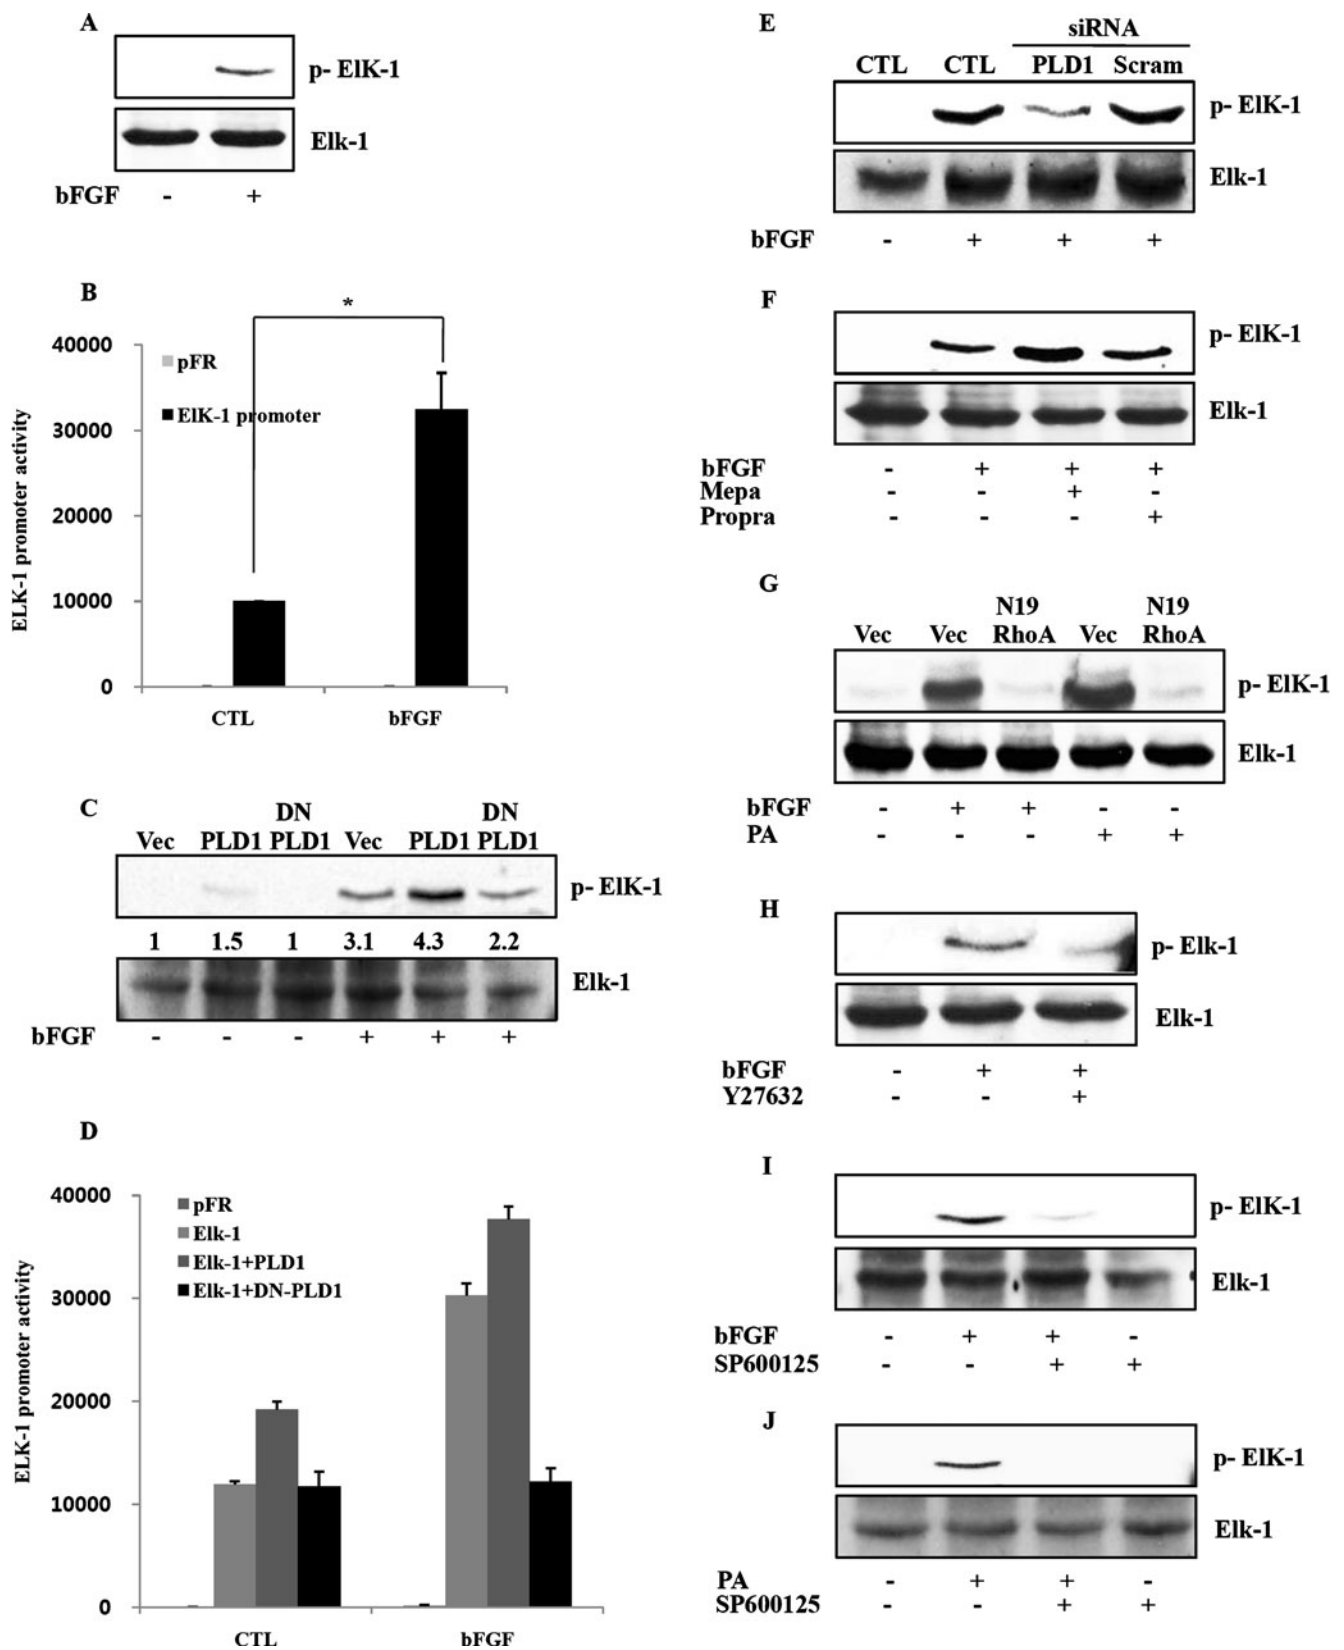 A
p- ElK-1
Elk-1
bFGF - +
B
*
40000
30000
20000
10000
0
ELK-1 promoter activity
pFR
ElK-1 promoter
CTL bFGF
C
DN DN
Vec PLD1 PLD1 Vec PLD1 PLD1
p- ElK-1
1 1.5 1 3.1 4.3 2.2
Elk-1
bFGF - - - + + +
D
40000
30000
20000
10000
0
ELK-1 promoter activity
pFR
Elk-1
Elk-1+PLD1
Elk-1+DN-PLD1
CTL bFGF
E
siRNA
CTL CTL PLD1 Scram
p- ElK-1
Elk-1
bFGF - + + +
F
p- ElK-1
Elk-1
bFGF - + + +
Mepa - - + -
Propra - - - +
G
N19 N19
Vec Vec RhoA Vec RhoA
p- ElK-1
Elk-1
bFGF - + + - -
PA - - - + +
H
p- Elk-1
Elk-1
bFGF - + +
Y27632 - - +
I
p- ElK-1
Elk-1
bFGF - + + -
SP600125 - - + +
J
p- ElK-1
Elk-1
PA - + + -
SP600125 - - + +